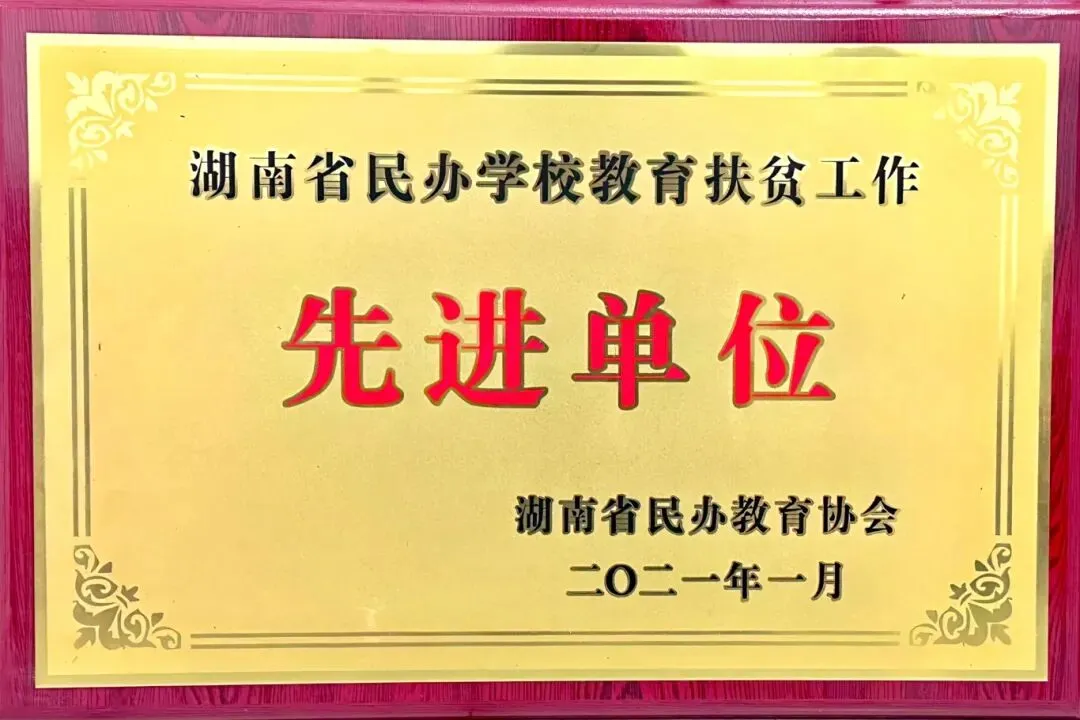 湖南省民办学校教育扶贫工作
先进单位
湖南省民办教育协会
二〇二一年一月